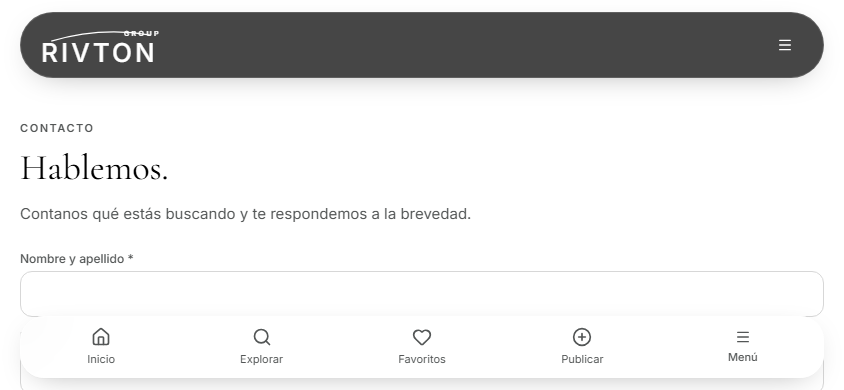 GROUP
RIVTON
CONTACTO
Hablemos.
Contanos qué estás buscando y te respondemos a la brevedad.
Nombre y apellido *
Inicio
Explorar
Favoritos
Publicar
Menú